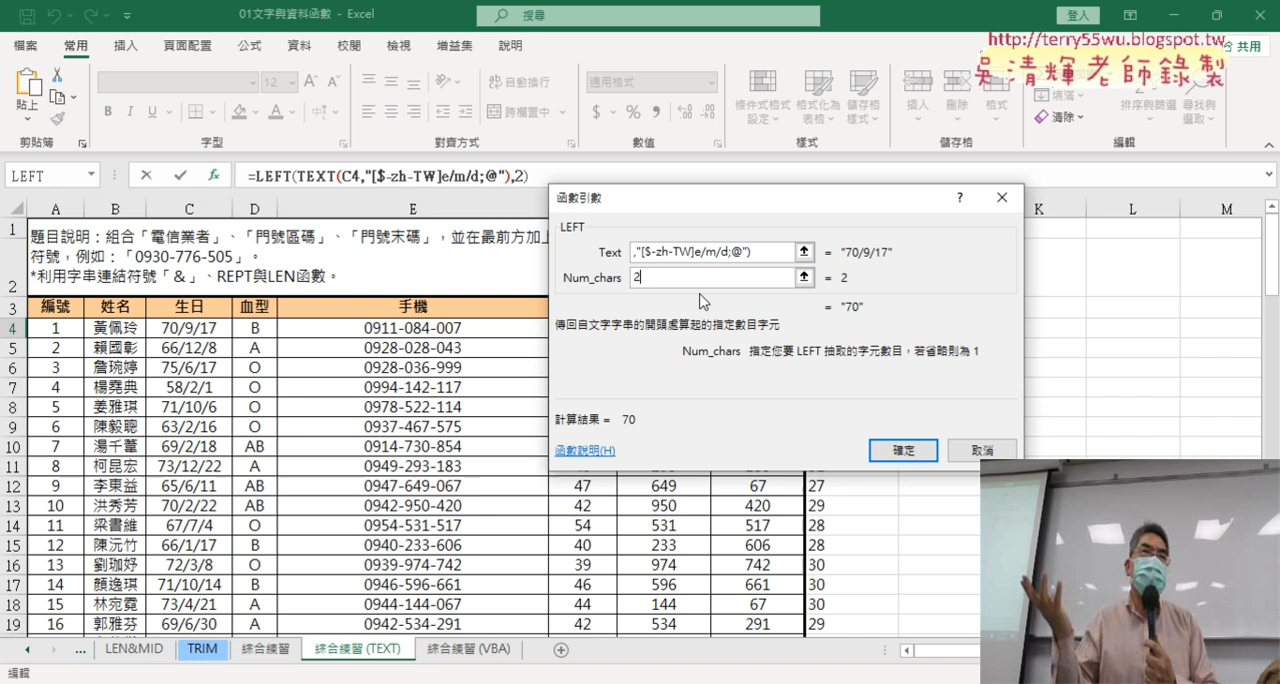 01文字與資料函數 - Excel
搜尋
登入
http://terry55wu.blogspot.tw
吳清輝老師錄製
檔案 常用 插入 頁面配置 公式 資料 校閱 檢視 增益集 說明 共用
貼上 12 自動換行 跨欄置中 通用格式 條件式格式設定 格式化為表格 儲存格樣式 插入 刪除 格式 填滿 清除 排序與篩選 尋找與選取
剪貼簿 字型 對齊方式 數值 樣式 儲存格 編輯
LEFT =LEFT(TEXT(C4,"[$-zh-TW]e/m/d;@"),2)
A B C D E K L M
1 題目說明：組合「電信業者」、「門號區碼」、「門號末碼」，並在最前方加上
符號，例如：「0930-776-505」。
2 *利用字串連結符號「&」、REPT與LEN函數。
3 編號 姓名 生日 血型 手機
4 1 黃佩玲 70/9/17 B 0911-084-007
5 2 賴國彰 66/12/8 A 0928-028-043
6 3 詹琬婷 75/6/17 O 0928-036-999
7 4 楊堯典 58/2/1 O 0994-142-117
8 5 姜雅琪 71/10/6 O 0978-522-114
9 6 陳毅聰 63/2/16 O 0937-467-575
10 7 湯千薰 69/2/18 AB 0914-730-854
11 8 柯昆宏 73/12/22 A 0949-293-183
12 9 李東益 65/6/11 AB 0947-649-067 47 649 67 27
13 10 洪秀芳 70/2/22 AB 0942-950-420 42 950 420 29
14 11 梁書維 67/7/4 O 0954-531-517 54 531 517 28
15 12 陳沅竹 66/1/17 B 0940-233-606 40 233 606 28
16 13 劉珈妤 72/3/8 O 0939-974-742 39 974 742 30
17 14 顏逸琪 71/10/14 B 0946-596-661 46 596 661 30
18 15 林宛霓 73/4/21 A 0944-144-067 44 144 67 30
19 16 郭雅芬 69/6/30 A 0942-534-291 42 534 291 29
函數引數
LEFT
Text ,"[$-zh-TW]e/m/d;@") = "70/9/17"
Num_chars 2 = 2
= "70"
傳回自文字字串的開頭處算起的指定數目字元
Num_chars 指定您要 LEFT 抽取的字元數目，若省略則為 1
計算結果 = 70
函數說明(H) 確定 取消
... LEN&MID TRIM 綜合練習 綜合練習 (TEXT) 綜合練習 (VBA)
編輯